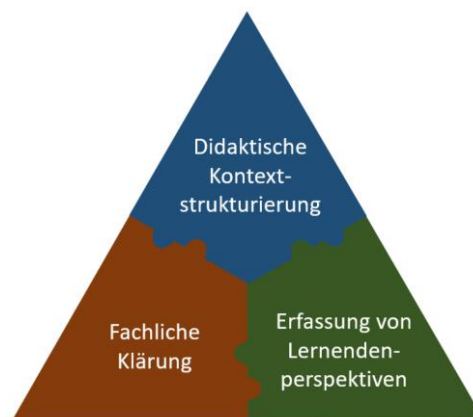 Didaktische
Kontext-
strukturierung
Fachliche
Klärung
Erfassung von
Lernenden-
perspektiven